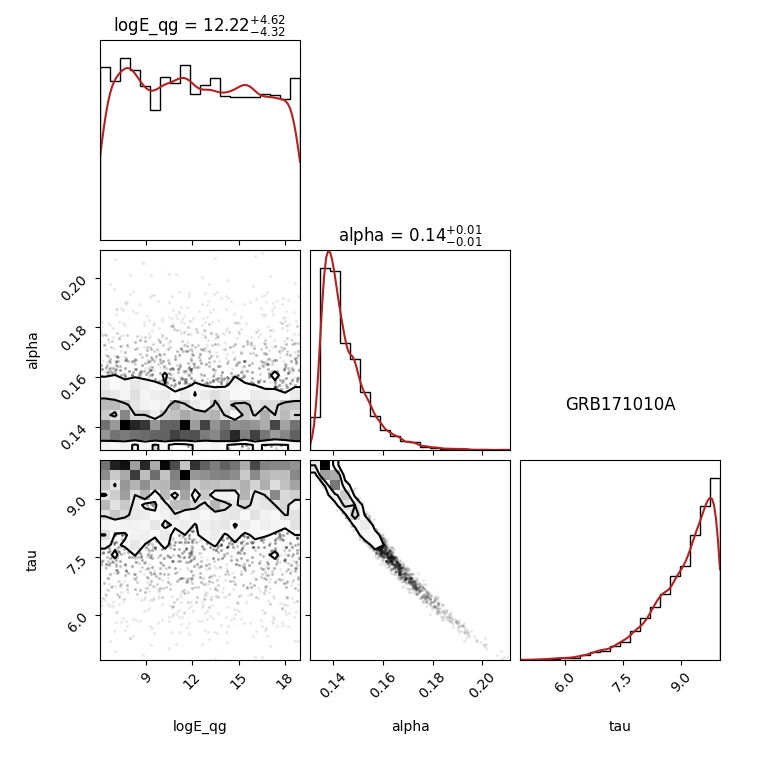 logE_qg = 12.22+4.62−4.32
alpha = 0.14+0.01−0.01
alpha
0.20
0.18
0.16
0.14
GRB171010A
tau
9.0
7.5
6.0
9 12 15 18
0.14 0.16 0.18 0.20
6.0 7.5 9.0
logE_qg alpha tau